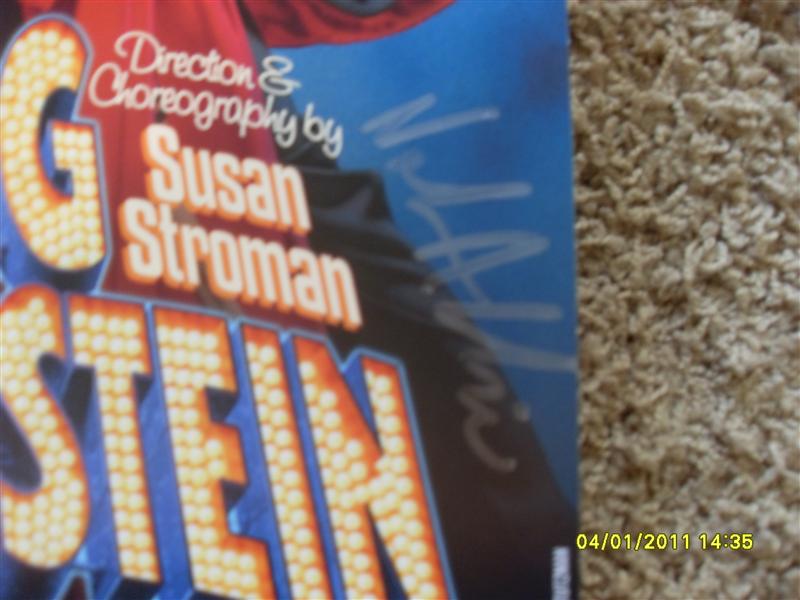 Direction &
Choreography by
Susan
Stroman
G
STEIN
04/01/2011 14:35